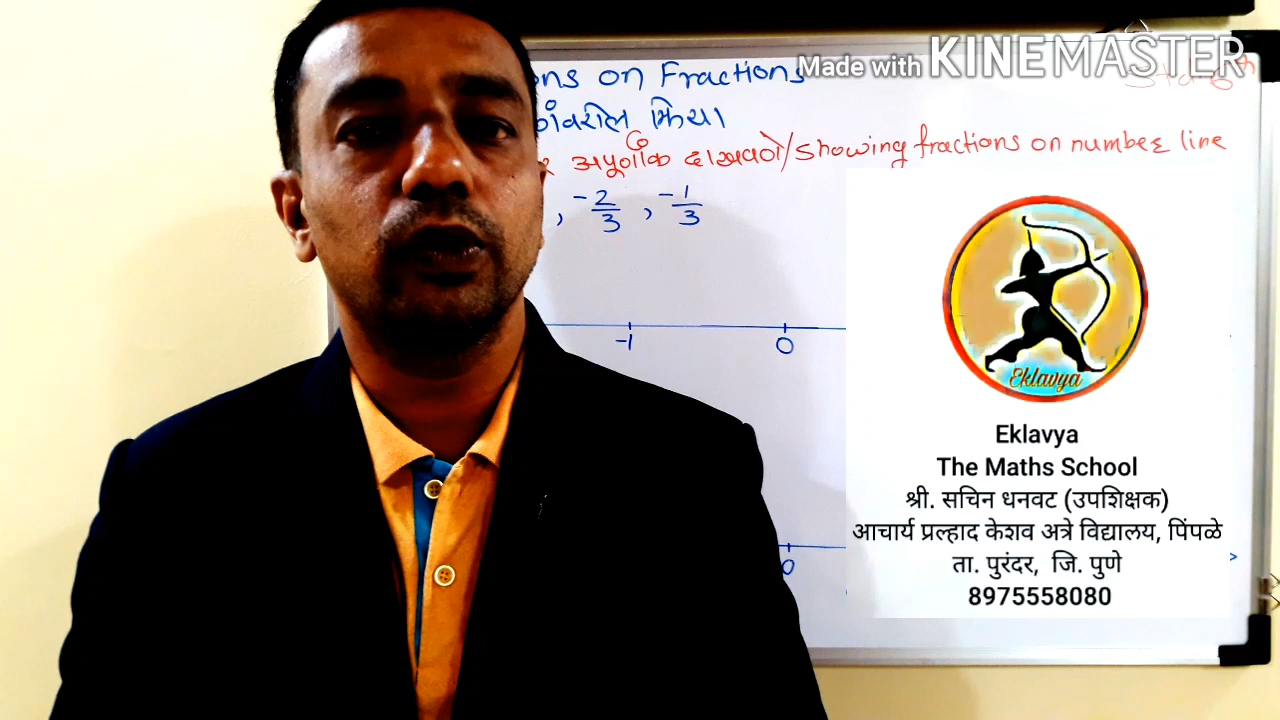 Made with KINEMASTER
ons on Fractions
अपूर्णांक दाखवणे/Showing fractions on number line
, -2/3 , -1/3
-1 0
0
Eklavya
Eklavya
The Maths School
श्री. सचिन धनवट (उपशिक्षक)
आचार्य प्रल्हाद केशव अत्रे विद्यालय, पिंपळे
ता. पुरंदर, जि. पुणे
8975558080